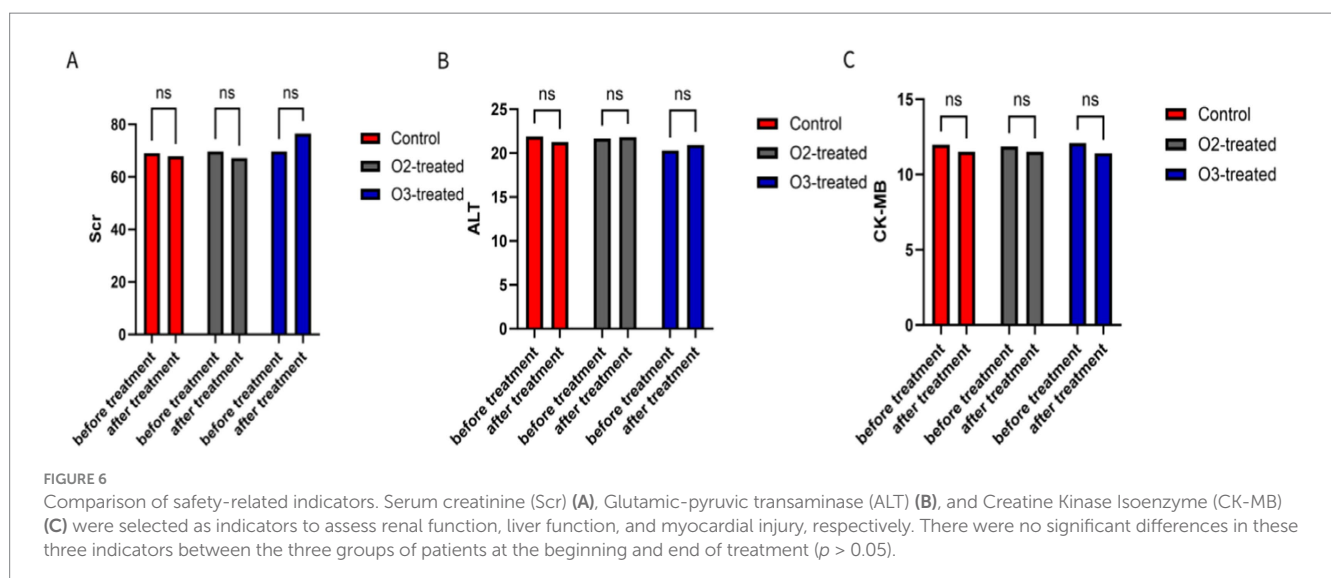 A
ns
ns
ns
80
60
40
20
0
Scr
before treatment
after treatment
before treatment
after treatment
before treatment
after treatment
Control
O2-treated
O3-treated
B
ns
ns
ns
25
20
15
10
5
0
ALT
before treatment
after treatment
before treatment
after treatment
before treatment
after treatment
Control
O2-treated
O3-treated
C
ns
ns
ns
15
10
5
0
CK-MB
before treatment
after treatment
before treatment
after treatment
before treatment
after treatment
Control
O2-treated
O3-treated
FIGURE 6
Comparison of safety-related indicators. Serum creatinine (Scr) (A), Glutamic-pyruvic transaminase (ALT) (B), and Creatine Kinase Isoenzyme (CK-MB)
(C) were selected as indicators to assess renal function, liver function, and myocardial injury, respectively. There were no significant differences in these
three indicators between the three groups of patients at the beginning and end of treatment (p > 0.05).